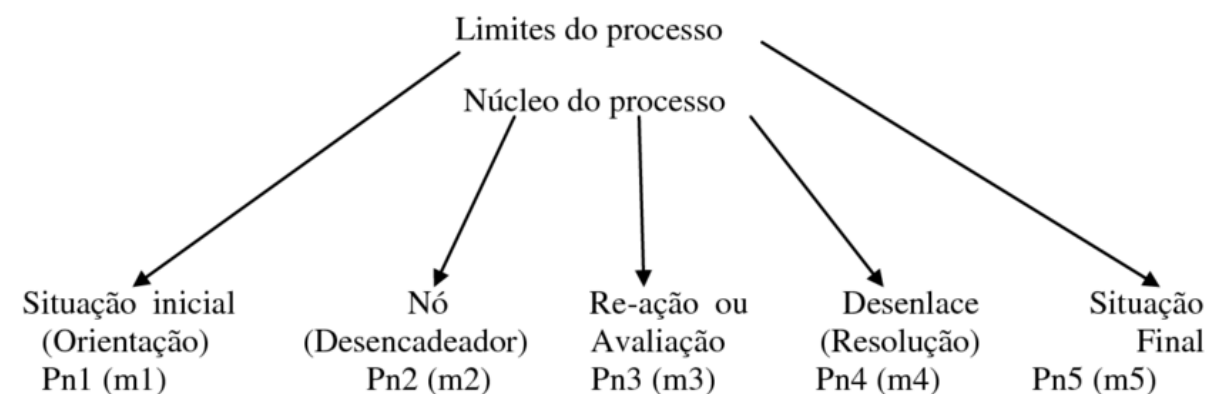 Limites do processo
Núcleo do processo
Situação inicial Nó Re-ação ou Desenlace Situação
(Orientação) (Desencadeador) Avaliação (Resolução) Final
Pn1 (m1) Pn2 (m2) Pn3 (m3) Pn4 (m4) Pn5 (m5)